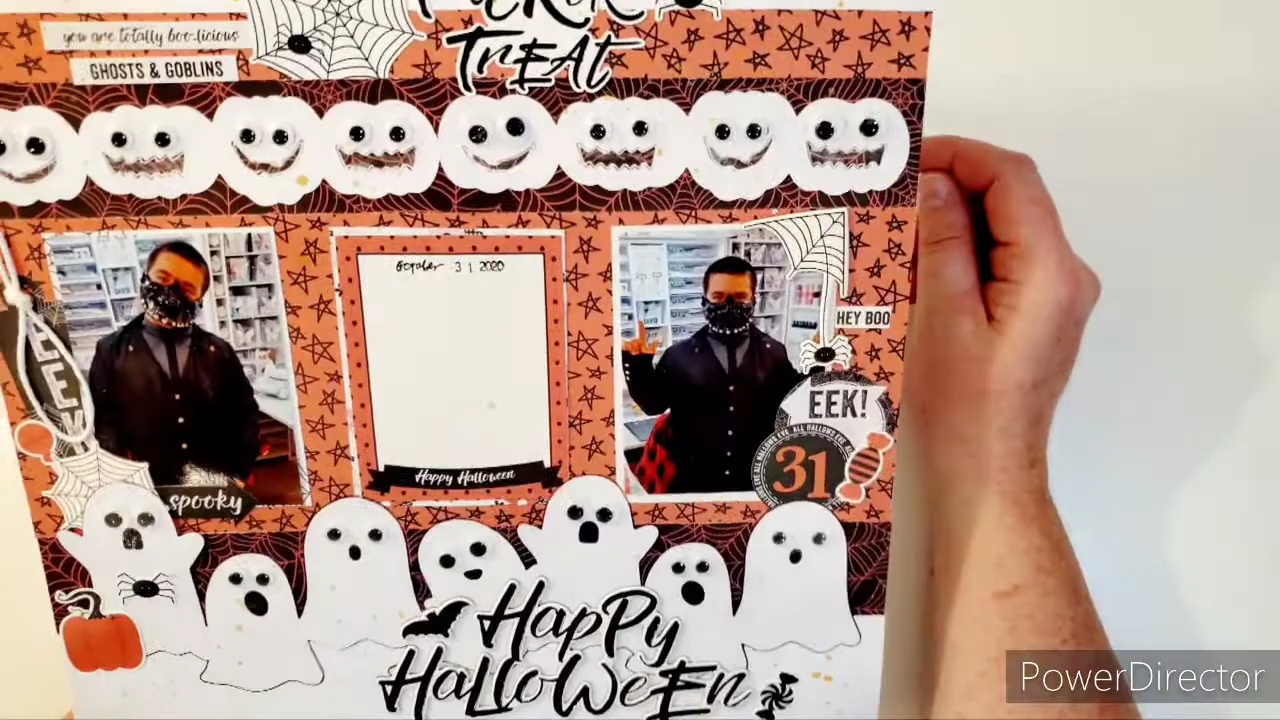 TREAT
you are totally boo-licious
GHOSTS & GOBLINS
October 31 2020
HEY BOO
HEY
EEK!
ALL HALLOWS EVE
31
Happy Halloween
spooky
HapPy
HalloWeEn
PowerDirector